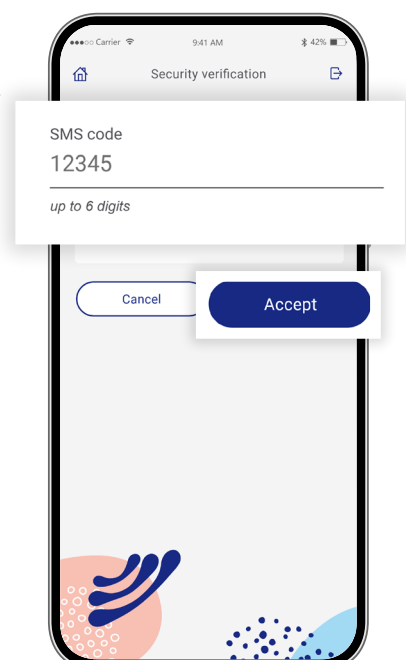 Carrier 9:41 AM 42%
Security verification
SMS code
12345
up to 6 digits
Cancel Accept